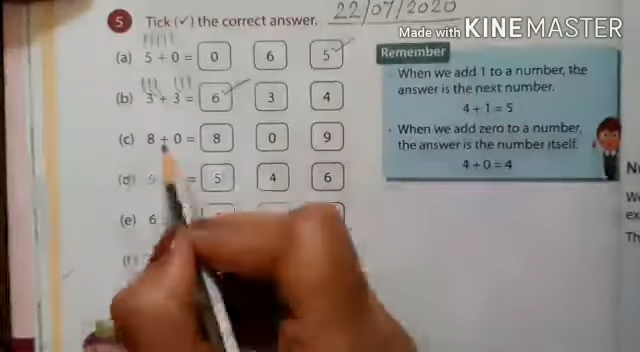 22/07/2020
Made with KINEMASTER
5 Tick (✓) the correct answer.
(a) 5 + 0 = 0 6 5
(b) 3 + 3 = 6 3 4
(c) 8 + 0 = 8 0 9
(d) = 5 4 6
(e) 6
Remember
When we add 1 to a number, the
answer is the next number.
4 + 1 = 5
When we add zero to a number,
the answer is the number itself.
4 + 0 = 4
We
ex
Th